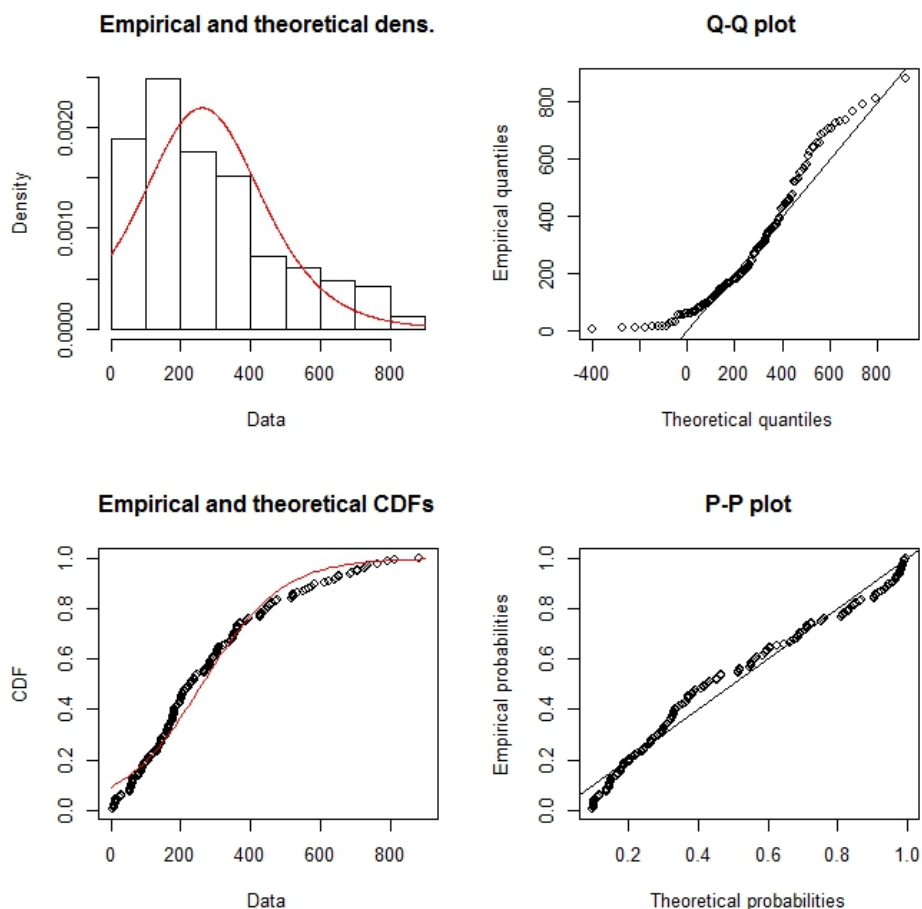 Empirical and theoretical dens.
Density
0.0000 0.0010 0.0020
0 200 400 600 800
Data
Q-Q plot
Empirical quantiles
0 200 400 600 800
-400 0 200 400 600 800
Theoretical quantiles
Empirical and theoretical CDFs
CDF
0.0 0.2 0.4 0.6 0.8 1.0
0 200 400 600 800
Data
P-P plot
Empirical probabilities
0.0 0.2 0.4 0.6 0.8 1.0
0.2 0.4 0.6 0.8 1.0
Theoretical probabilities